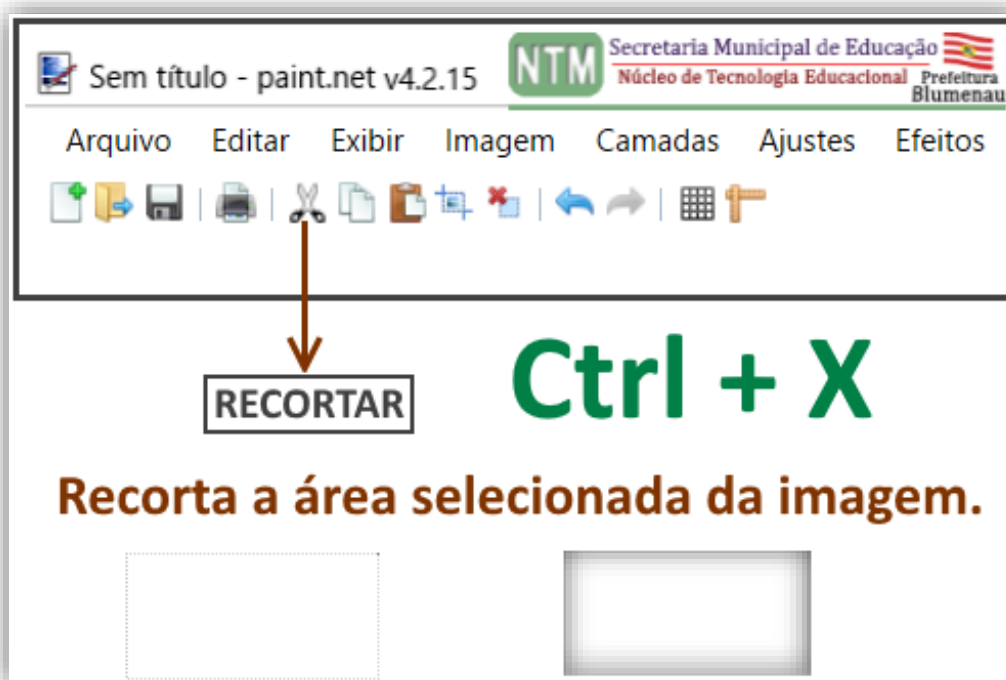 Sem título - paint.net v4.2.15
NTM
Secretaria Municipal de Educação
Núcleo de Tecnologia Educacional
Prefeitura
Blumenau
Arquivo Editar Exibir Imagem Camadas Ajustes Efeitos
RECORTAR
Ctrl + X
Recorta a área selecionada da imagem.